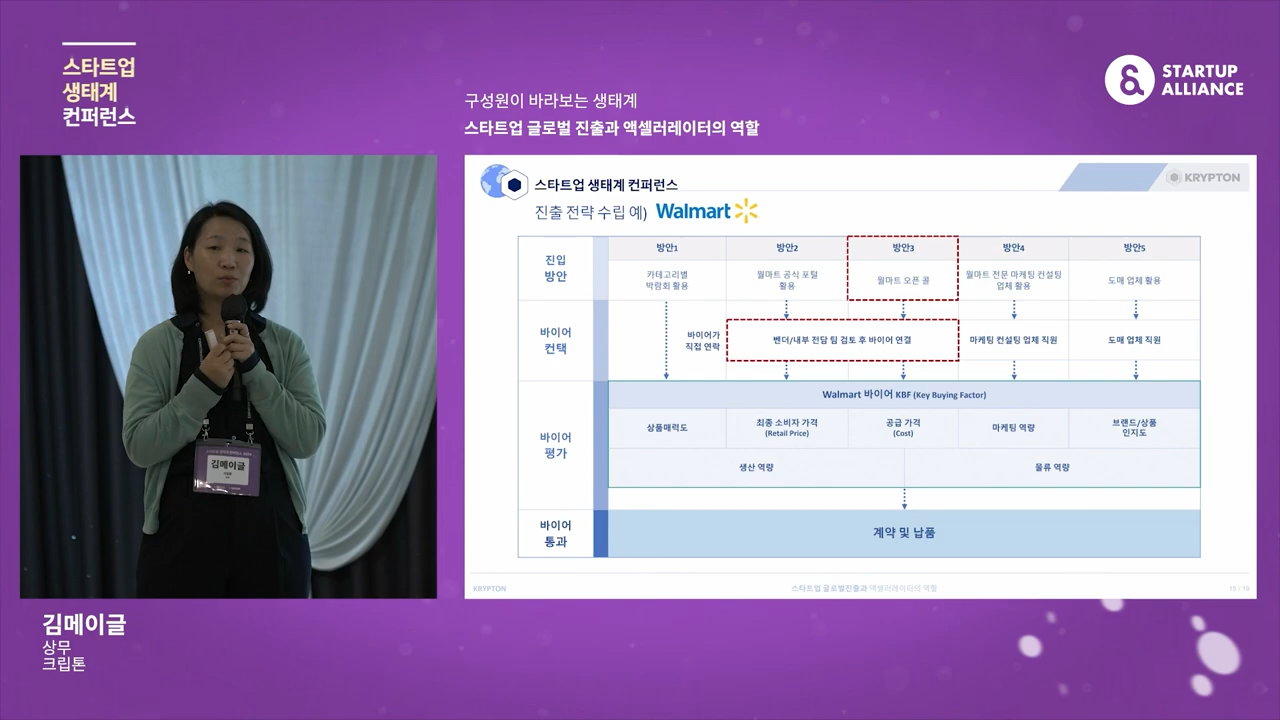 스타트업
생태계
컨퍼런스
구성원이 바라보는 생태계
스타트업 글로벌 진출과 액셀러레이터의 역할
STARTUP
ALLIANCE
스타트업 생태계 컨퍼런스
KRYPTON
진출 전략 수립 예) Walmart
진입
방안
방안1
방안2
방안3
방안4
방안5
카테고리별
박람회 활용
월마트 공식 포털
활용
월마트 오픈 콜
월마트 전문 마케팅 컨설팅
업체 활용
도매 업체 활용
바이어
컨택
바이어가
직접 연락
벤더/내부 전담 팀 검토 후 바이어 연결
마케팅 컨설팅 업체 직원
도매 업체 직원
바이어
평가
Walmart 바이어 KBF (Key Buying Factor)
상품매력도
최종 소비자 가격
(Retail Price)
공급 가격
(Cost)
마케팅 역량
브랜드/상품
인지도
생산 역량
물류 역량
바이어
통과
계약 및 납품
KRYPTON
스타트업 글로벌진출과 액셀러레이터의 역할
김메이글
김메이글
상무
크립톤